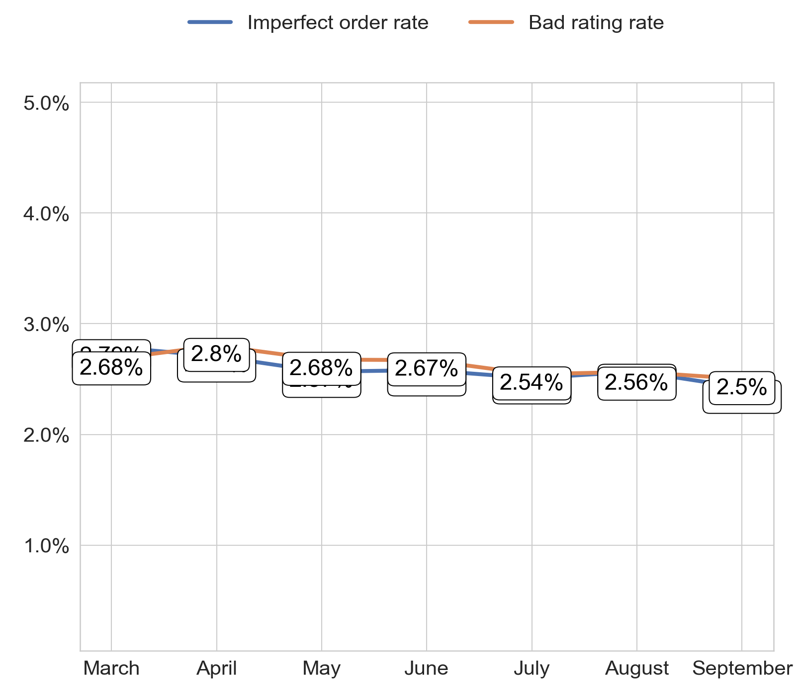 Imperfect order rate
Bad rating rate
5.0%
4.0%
3.0%
2.0%
1.0%
2.68%
2.8%
2.68%
2.67%
2.54%
2.56%
2.5%
March
April
May
June
July
August
September